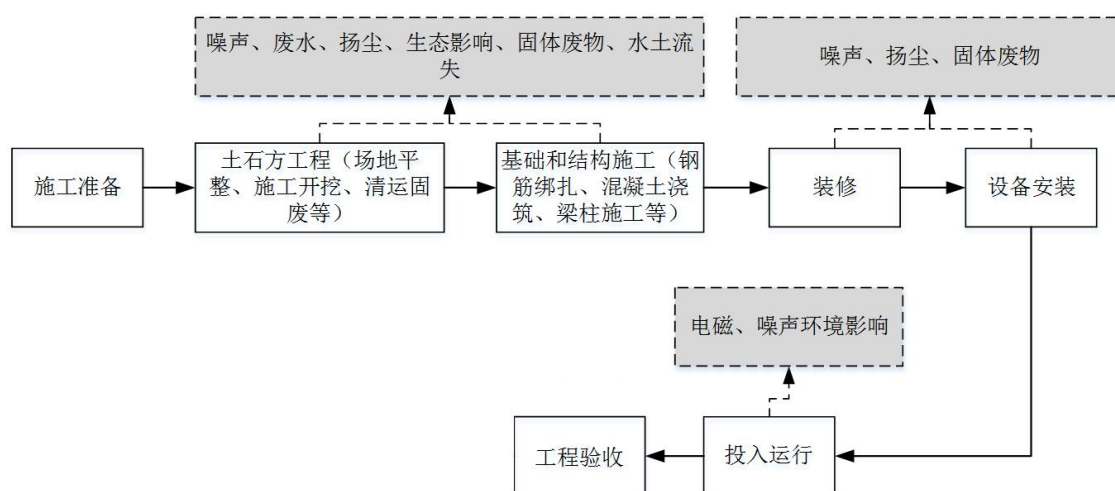 噪声、废水、扬尘、生态影响、固体废物、水土流
失
噪声、扬尘、固体废物
施工准备
土石方工程（场地平
整、施工开挖、清运固
废等）
基础和结构施工（钢
筋绑扎、混凝土浇
筑、梁柱施工等）
装修
设备安装
电磁、噪声环境影响
工程验收
投入运行